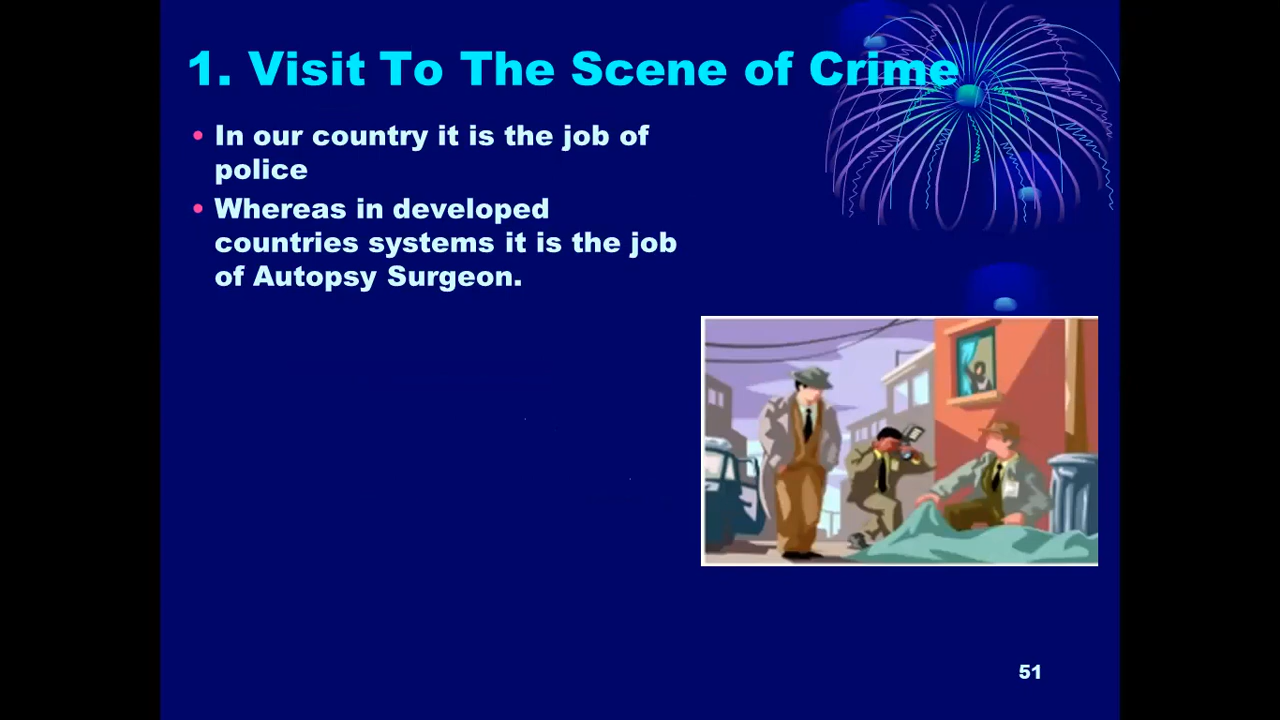 1. Visit To The Scene of Crime
• In our country it is the job of
police
• Whereas in developed
countries systems it is the job
of Autopsy Surgeon.
51